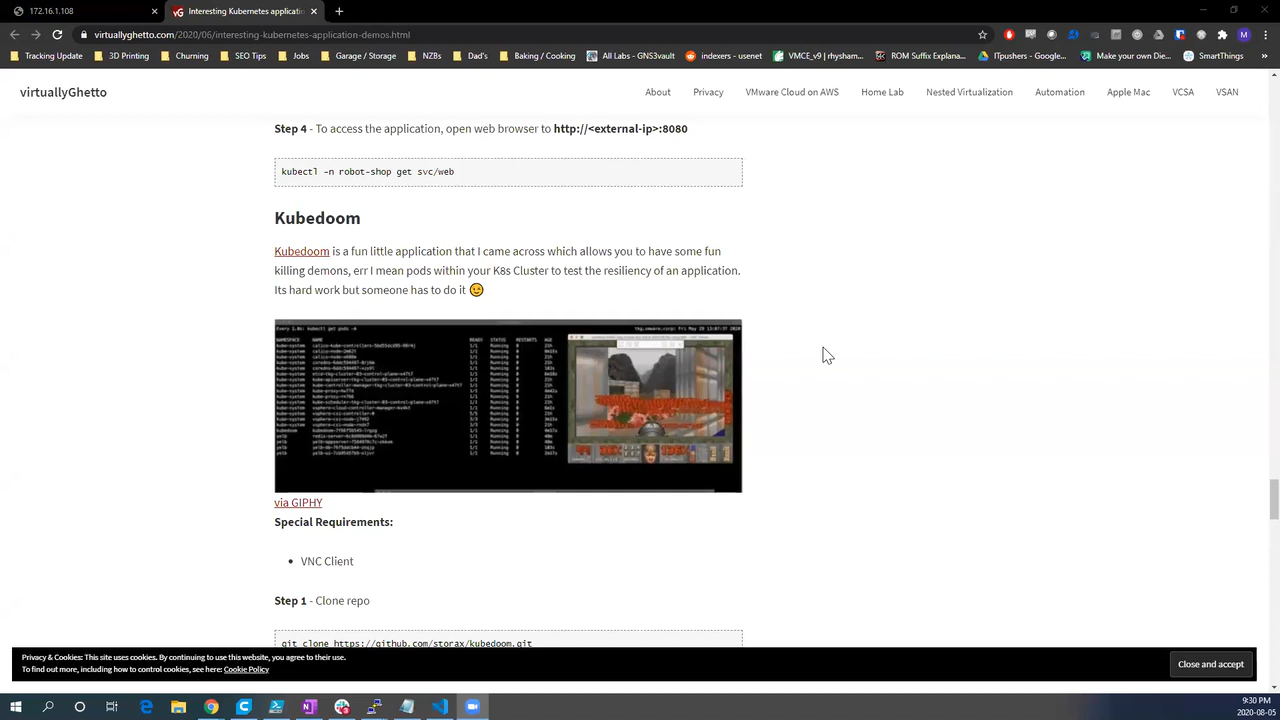 172.16.1.108
Interesting Kubernetes applicatio
virtuallyghetto.com/2020/06/interesting-kubernetes-application-demos.html
M
Tracking Update
3D Printing
Churning
SEO Tips
Jobs
Garage / Storage
NZBs
Dad's
Baking / Cooking
All Labs - GNS3vault
indexers - usenet
VMCE_v9 | rhysham...
ROM Suffix Explana...
ITpushers - Google...
Make your own Die...
SmartThings
virtuallyGhetto
About
Privacy
VMware Cloud on AWS
Home Lab
Nested Virtualization
Automation
Apple Mac
VCSA
VSAN
Step 4 - To access the application, open web browser to http://<external-ip>:8080
kubectl -n robot-shop get svc/web
Kubedoom
Kubedoom is a fun little application that I came across which allows you to have some fun
killing demons, err I mean pods within your K8s Cluster to test the resiliency of an application.
Its hard work but someone has to do it
NAMESPACE NAME READY STATUS RESTARTS AGE
via GIPHY
Special Requirements:
VNC Client
Step 1 - Clone repo
git clone https://github.com/storax/kubedoom.git
Privacy & Cookies: This site uses cookies. By continuing to use this website, you agree to their use.
To find out more, including how to control cookies, see here: Cookie Policy
Close and accept
9:30 PM
2020-08-05